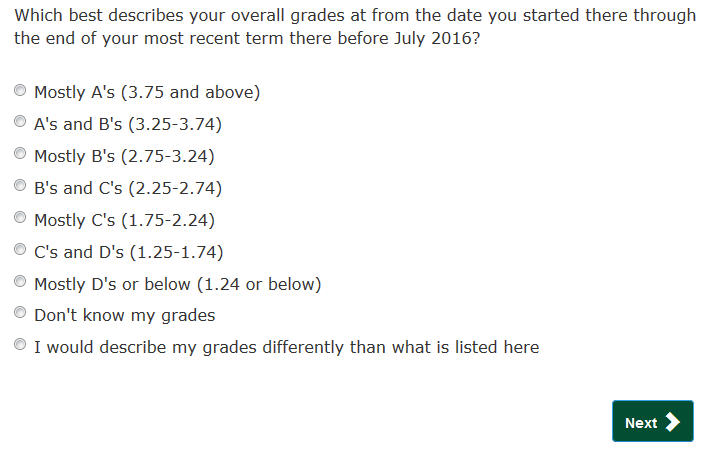 Which best describes your overall grades at from the date you started there through
the end of your most recent term there before July 2016?
Mostly A's (3.75 and above)
A's and B's (3.25-3.74)
Mostly B's (2.75-3.24)
B's and C's (2.25-2.74)
Mostly C's (1.75-2.24)
C's and D's (1.25-1.74)
Mostly D's or below (1.24 or below)
Don't know my grades
I would describe my grades differently than what is listed here
Next